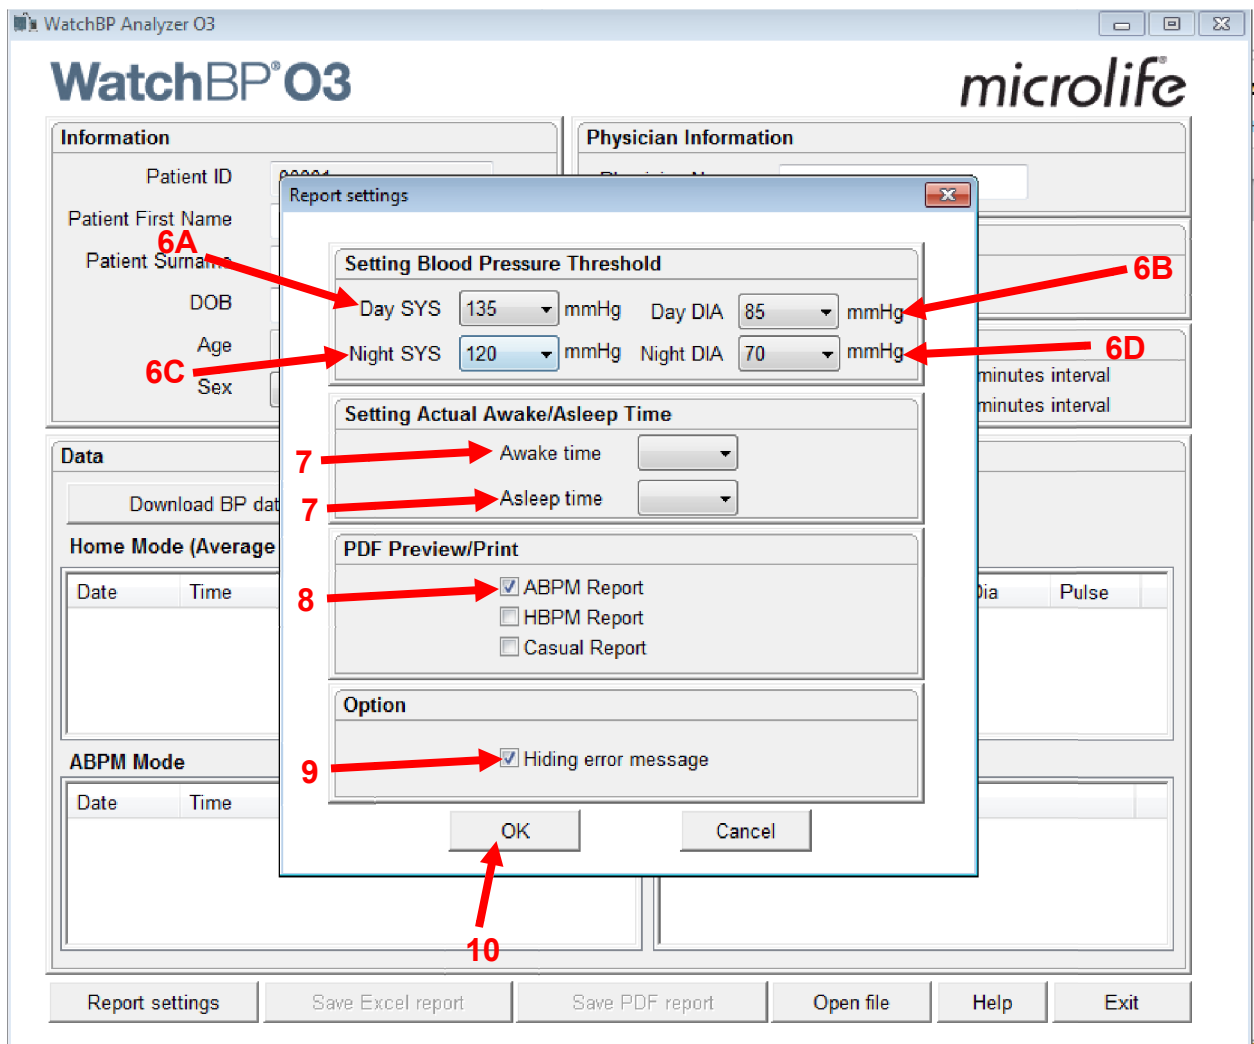 WatchBP Analyzer O3
WatchBP® O3
microlife®
Information
Physician Information
Patient ID
Patient First Name
Patient Surname
DOB
Age
Sex
Report settings
Setting Blood Pressure Threshold
Day SYS 135 mmHg Day DIA 85 mmHg
Night SYS 120 mmHg Night DIA 70 mmHg
6A
6B
6C
6D
minutes interval
minutes interval
Setting Actual Awake/Asleep Time
7 Awake time
7 Asleep time
Data
Download BP dat
Home Mode (Average
Date Time
Dia Pulse
PDF Preview/Print
8 ABPM Report
HBPM Report
Casual Report
Option
9 Hiding error message
ABPM Mode
Date Time
OK Cancel
10
Report settings Save Excel report Save PDF report Open file Help Exit